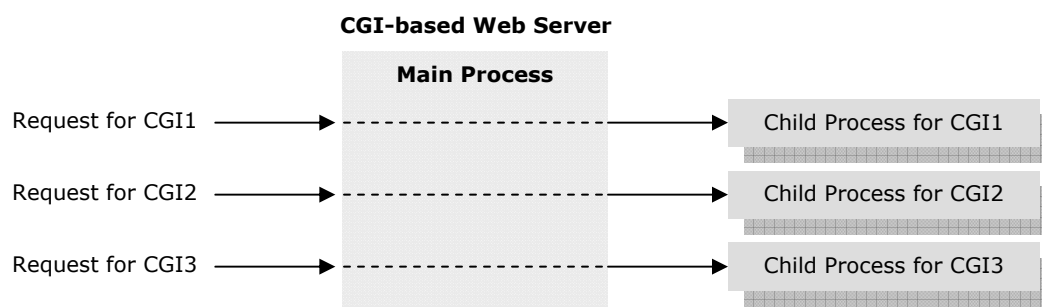 CGI-based Web Server
Main Process
Request for CGI1
Child Process for CGI1
Request for CGI2
Child Process for CGI2
Request for CGI3
Child Process for CGI3